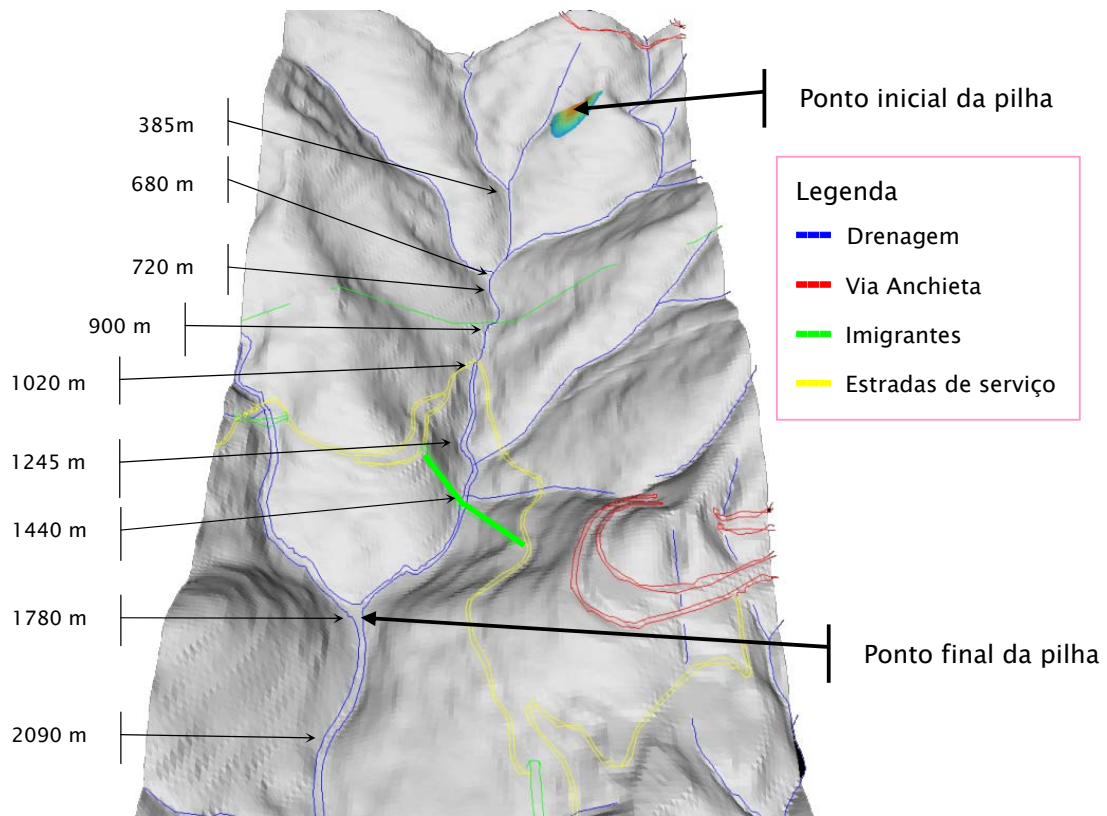 Ponto inicial da pilha
385m
680 m
720 m
900 m
1020 m
1245 m
1440 m
1780 m
2090 m
Legenda
Drenagem
Via Anchieta
Imigrantes
Estradas de serviço
Ponto final da pilha